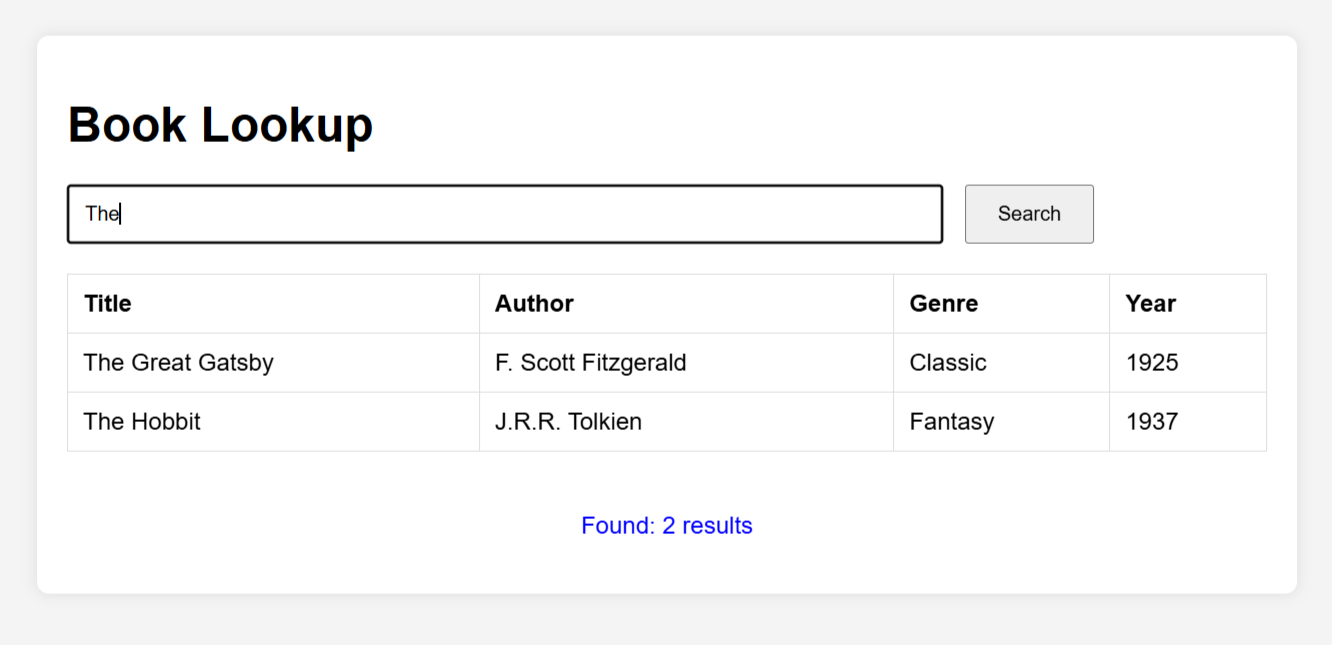 Book Lookup
The
Search
Title Author Genre Year
The Great Gatsby F. Scott Fitzgerald Classic 1925
The Hobbit J.R.R. Tolkien Fantasy 1937
Found: 2 results